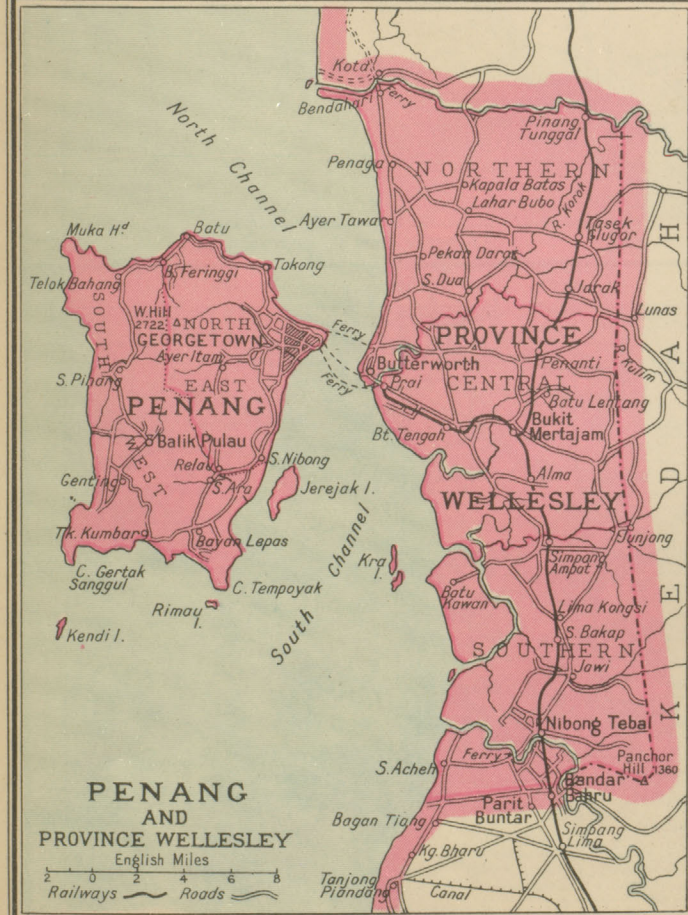 Kota
Ferry
Bendahari
Pinang
Tunggal
North Channel
Penaga
NORTHERN
Kapala Batas
Lahar Bubo
R. Korok
Ayer Tawar
Tasek
Glugor
Muka Hd
Batu
B. Feringgi
Tokong
Telok Bahang
Pekan Darat
S. Dua
Jarak
Lunas
W. Hill
2722
NORTH
GEORGETOWN
Ferry
PROVINCE
Ayer Itam
SOUTH
Butterworth
Penanti
R. Kulim
S. Pinang
EAST
Ferry
Prai
CENTRAL
Batu Lentang
PENANG
Bukit
Mertajam
Bt. Tengah
Balik Pulau
WEST
Relau
S. Nibong
Genting
S. Ara
Jerejak I.
Alma
WELLESLEY
Tk. Kumbar
Bayan Lepas
South Channel
Kra
I.
Junjong
Simpang
Ampat
C. Gertak
Sanggul
C. Tempoyak
Batu
Kawan
Rimau
I.
Lima Kongsi
Kendi I.
S. Bakap
SOUTHERN
Jawi
KEDAH
Nibong Tebal
Ferry
Panchor
Hill 1360
S. Acheh
Bandar
Bahru
Parit
Buntar
Bagan Tiang
Simpang
Lima
Kg. Bharu
Tanjong
Piandang
Canal
PENANG
AND
PROVINCE WELLESLEY
English Miles
2 0 2 4 6 8
Railways Roads